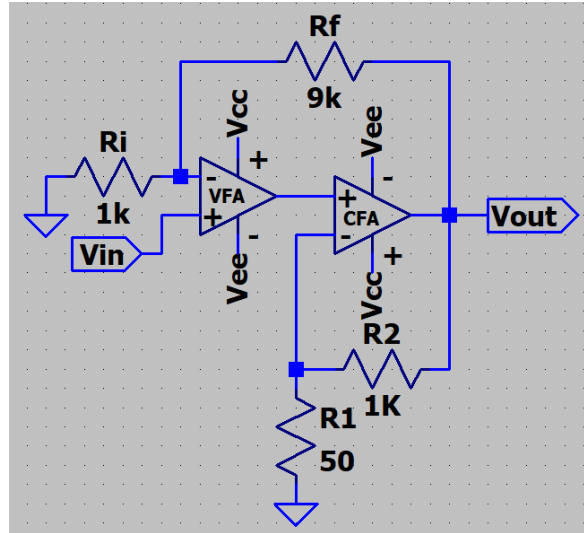 Rf
9k
Vcc
Vee
Ri
+
-
-
VFA
+
CFA
1k
+
-
Vout
Vin
-
+
Vee
Vcc
R2
1K
R1
50